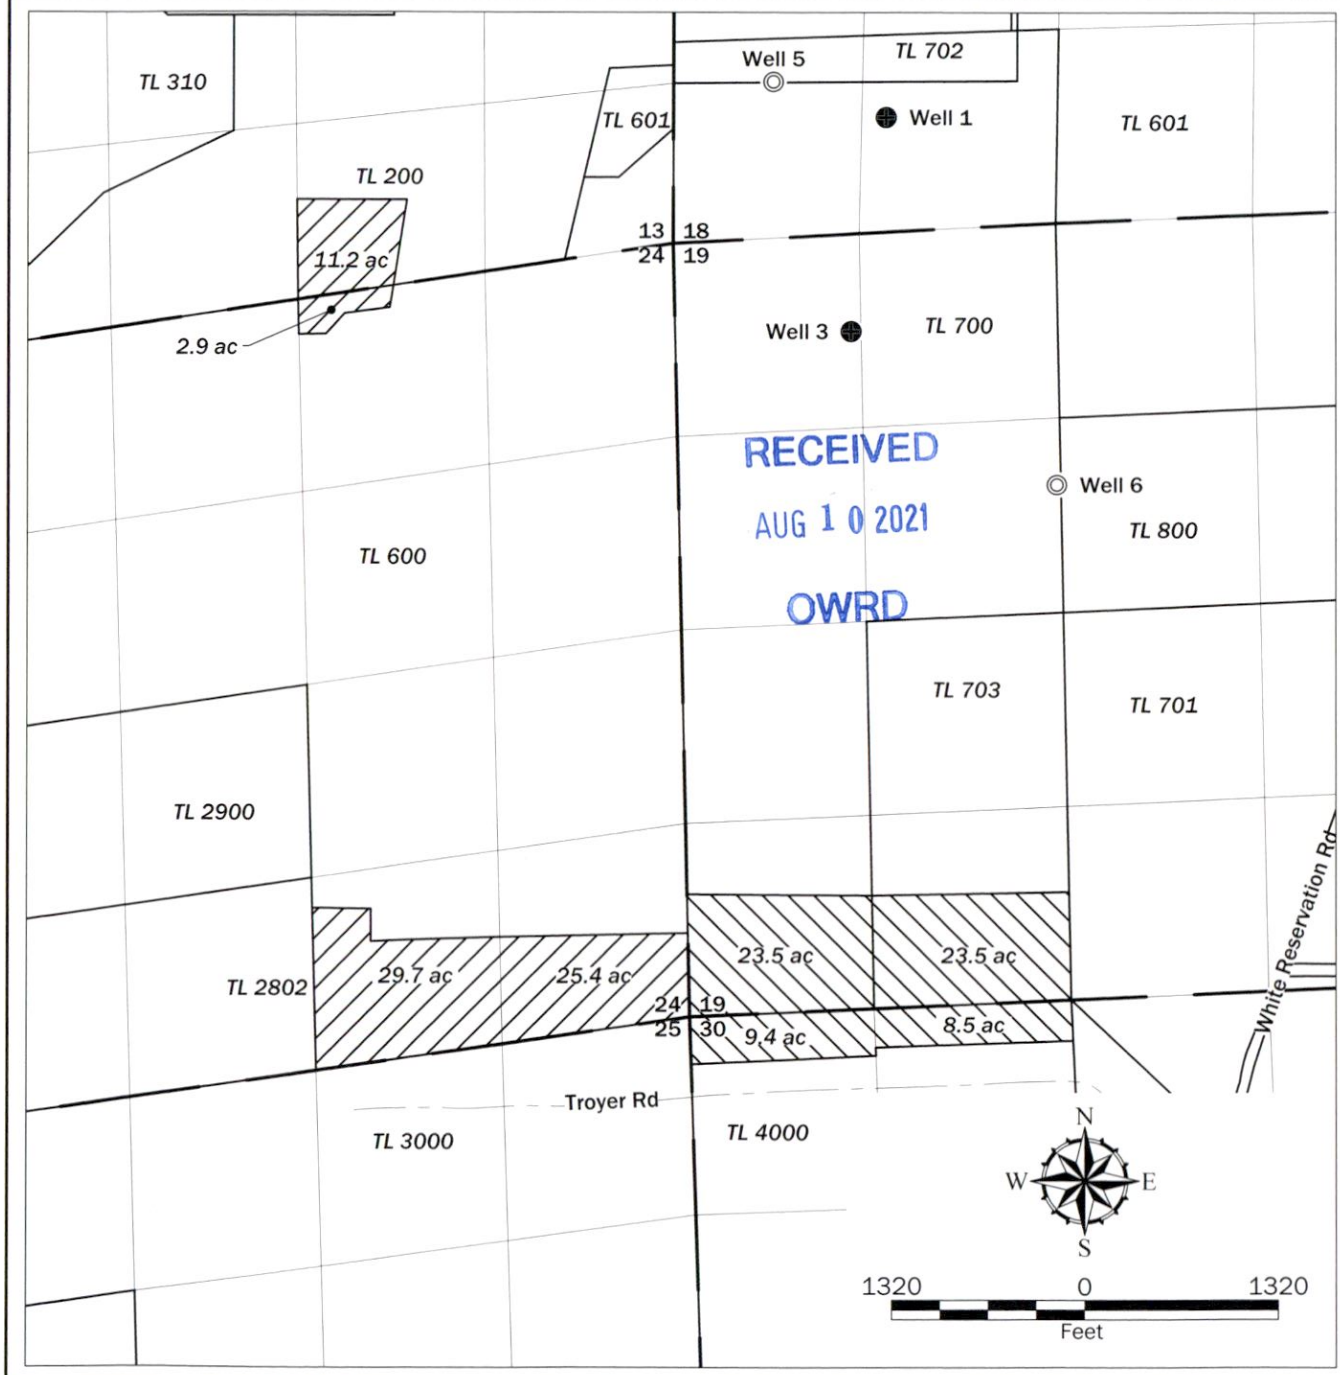 TL 702
Well 5
TL 310
Well 1
TL 601
TL 601
TL 200
13 18
24 19
11.2 ac
Well 3
TL 700
2.9 ac
RECEIVED
AUG 10 2021
OWRD
Well 6
TL 800
TL 600
TL 703
TL 701
TL 2900
White Reservation Rd
23.5 ac
23.5 ac
29.7 ac
25.4 ac
TL 2802
24 19
25 30
9.4 ac
8.5 ac
Troyer Rd
TL 3000
TL 4000
N
W
E
S
1320 0 1320
Feet